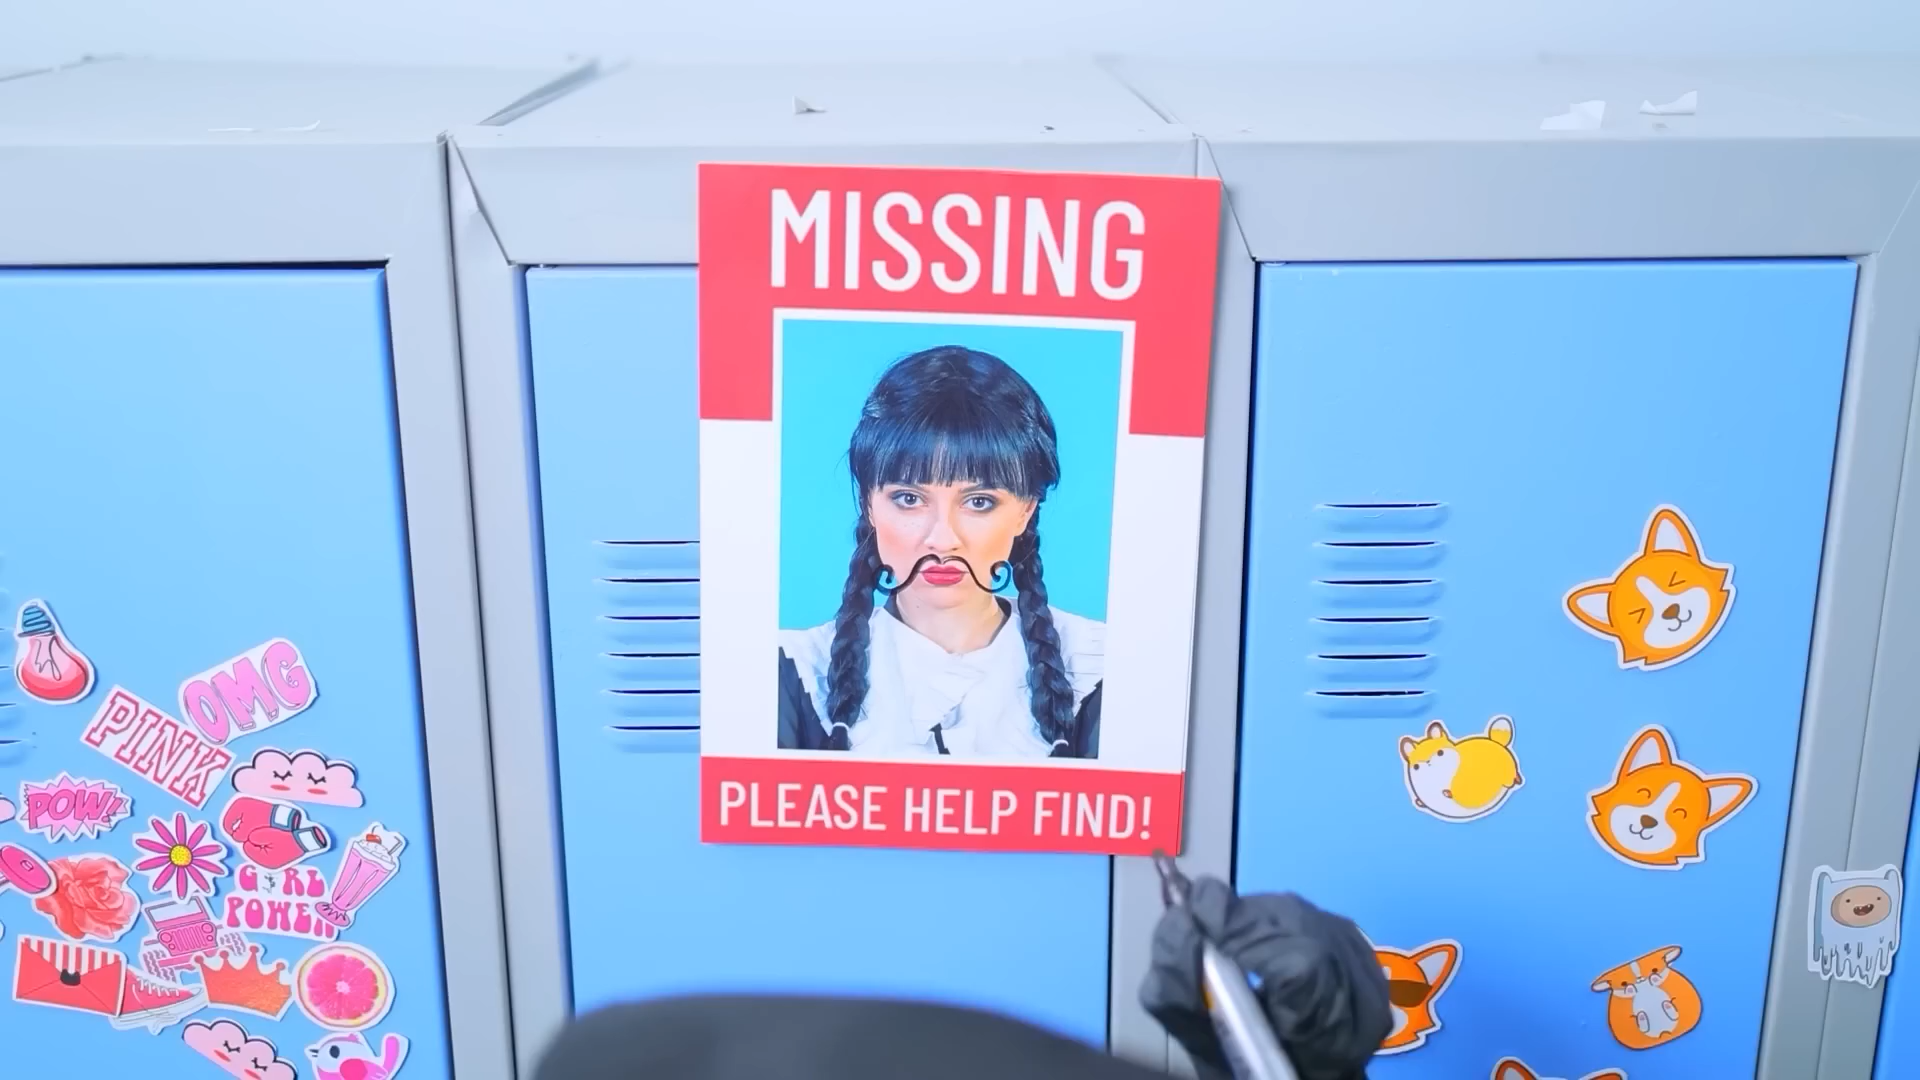 MISSING
PLEASE HELP FIND!
OMG
PINK
POW!
GIRL
POWER